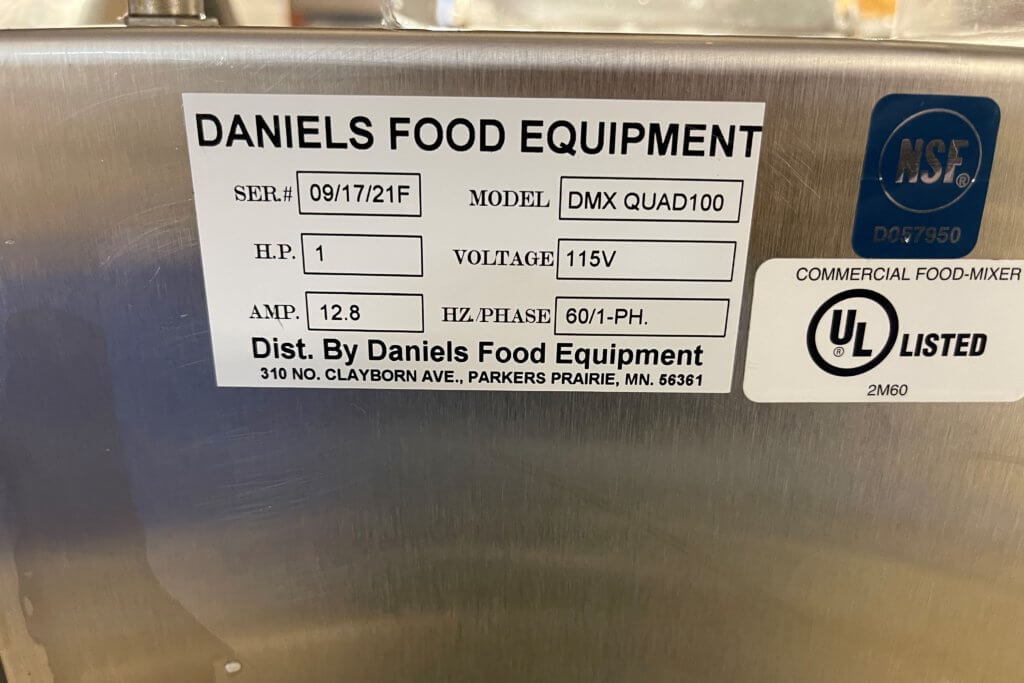 DANIELS FOOD EQUIPMENT
SER.# 09/17/21F MODEL DMX QUAD100
H.P. 1 VOLTAGE 115V
AMP. 12.8 HZ/PHASE 60/1-PH.
Dist. By Daniels Food Equipment
310 NO. CLAYBORN AVE., PARKERS PRAIRIE, MN. 56361
NSF®
D057950
COMMERCIAL FOOD-MIXER
UL® LISTED
2M60